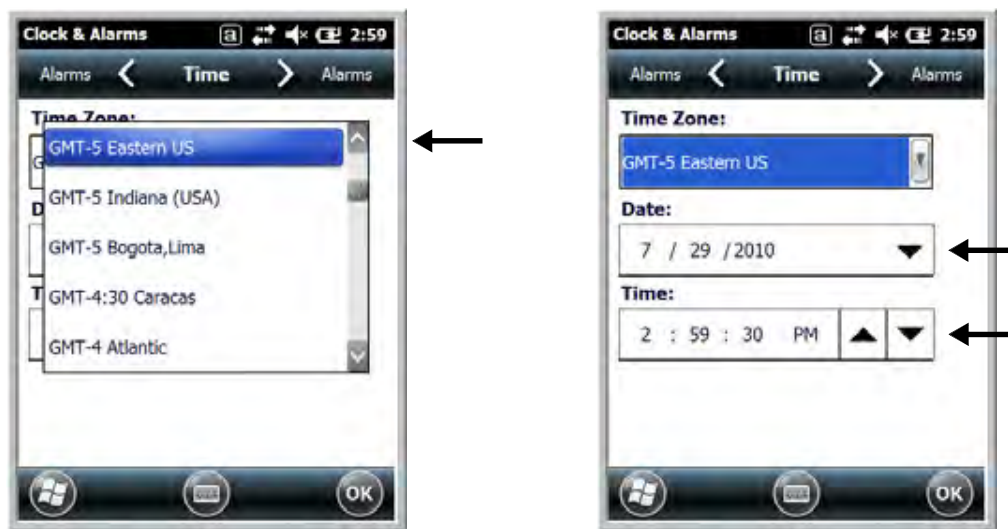 Clock & Alarms a 2:59
Alarms Time Alarms
Time Zone:
GMT-5 Eastern US
GMT-5 Indiana (USA)
GMT-5 Bogota,Lima
GMT-4:30 Caracas
GMT-4 Atlantic
G
D
T
OK
Clock & Alarms a 2:59
Alarms Time Alarms
Time Zone:
GMT-5 Eastern US
Date:
7 / 29 / 2010
Time:
2 : 59 : 30 PM
OK